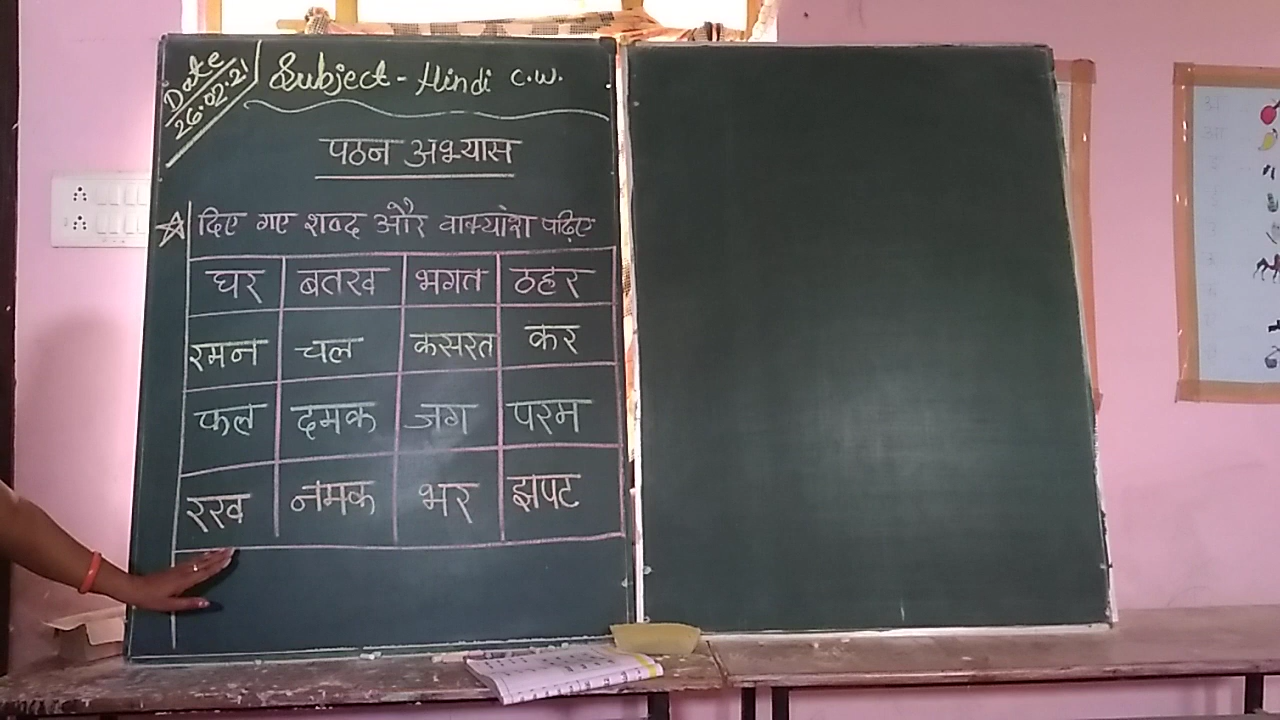 Date
26.02.21
Subject - Hindi C.W.
पठन अभ्यास
दिए गए शब्द और वाक्यांश पढ़िए
घर बतख भगत ठहर
रमन चल कसरत कर
फल दमक जग परम
रख नमक भर झपट